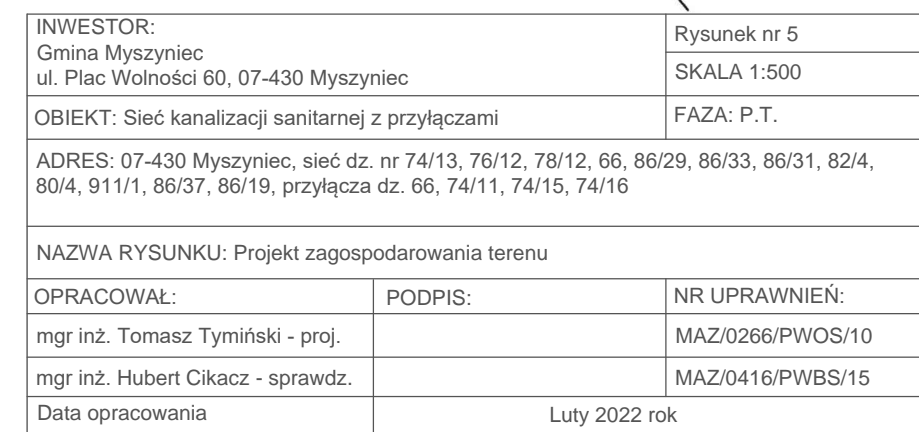 INWESTOR:
Gmina Myszyniec
ul. Plac Wolności 60, 07-430 Myszyniec
Rysunek nr 5
SKALA 1:500
OBIEKT: Sieć kanalizacji sanitarnej z przyłączami
FAZA: P.T.
ADRES: 07-430 Myszyniec, sieć dz. nr 74/13, 76/12, 78/12, 66, 86/29, 86/33, 86/31, 82/4,
80/4, 911/1, 86/37, 86/19, przyłącza dz. 66, 74/11, 74/15, 74/16
NAZWA RYSUNKU: Projekt zagospodarowania terenu
OPRACOWAŁ:
PODPIS:
NR UPRAWNIEŃ:
mgr inż. Tomasz Tymiński - proj.
MAZ/0266/PWOS/10
mgr inż. Hubert Cikacz - sprawdz.
MAZ/0416/PWBS/15
Data opracowania
Luty 2022 rok